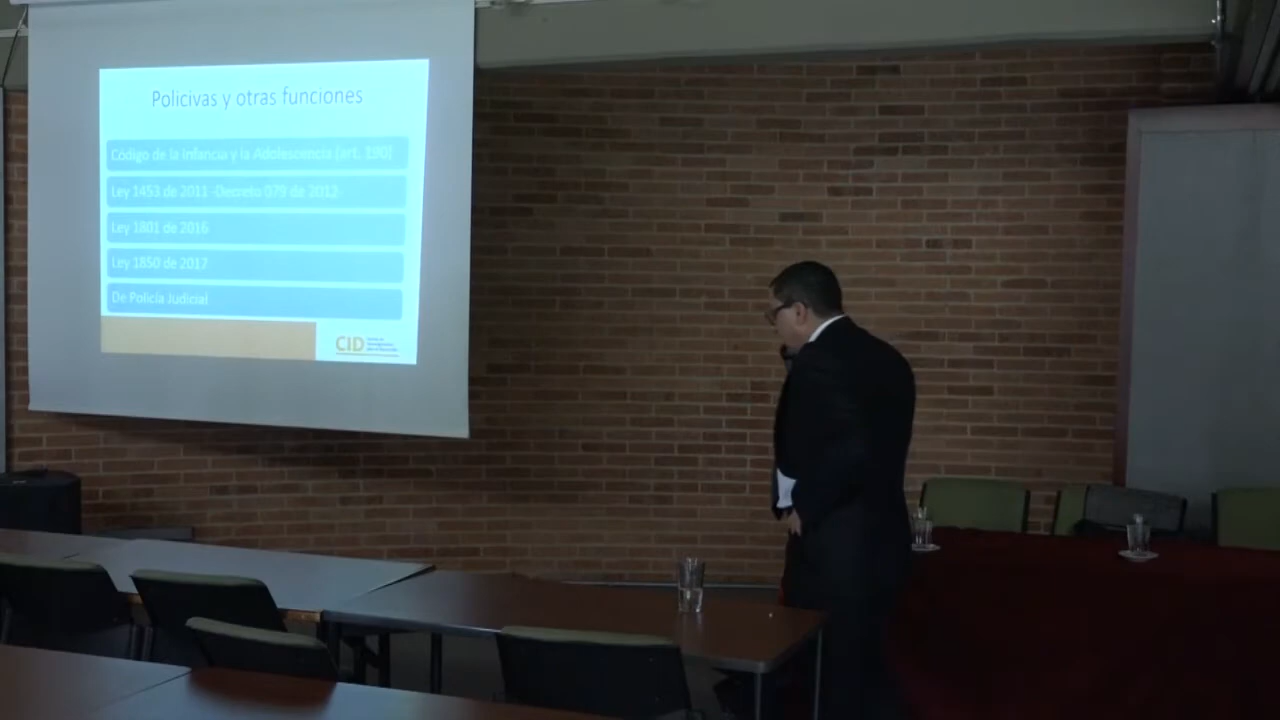 Policivas y otras funciones
Código de la Infancia y la Adolescencia (art. 190)
Ley 1453 de 2011 -Decreto 079 de 2012
Ley 1801 de 2016
Ley 1850 de 2017
De Policía Judicial
CID